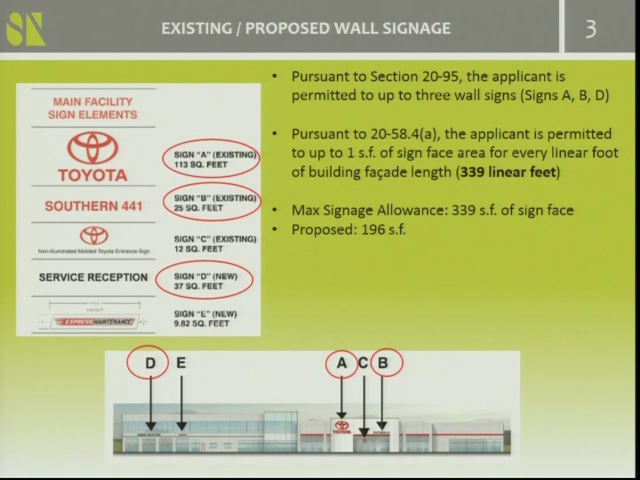 SN
EXISTING / PROPOSED WALL SIGNAGE
3
MAIN FACILITY
SIGN ELEMENTS
TOYOTA
SIGN "A" (EXISTING)
113 SQ. FEET
SOUTHERN 441
SIGN "B" (EXISTING)
25 SQ. FEET
Non-Illuminated Molded Toyota Entrance Sign
SIGN "C" (EXISTING)
12 SQ. FEET
SERVICE RECEPTION
SIGN "D" (NEW)
37 SQ. FEET
EXPRESS MAINTENANCE
SIGN "E" (NEW)
9.82 SQ. FEET
• Pursuant to Section 20-95, the applicant is
permitted to up to three wall signs (Signs A, B, D)
• Pursuant to 20-58.4(a), the applicant is permitted
to up to 1 s.f. of sign face area for every linear foot
of building façade length (339 linear feet)
• Max Signage Allowance: 339 s.f. of sign face
• Proposed: 196 s.f.
D E A C B
TOYOTA